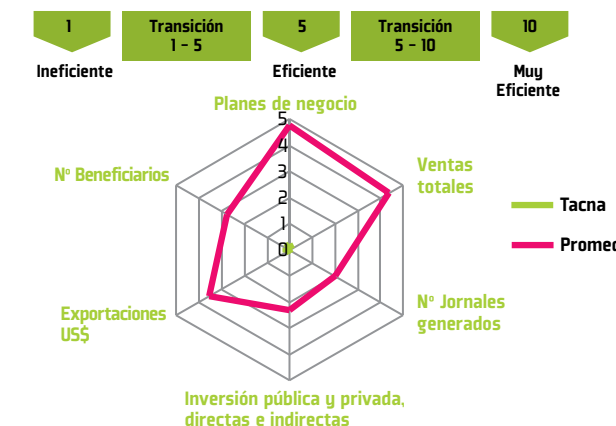 1
Transición
1 - 5
5
Transición
5 - 10
10
Ineficiente
Eficiente
Muy
Eficiente
Planes de negocio
5
4
3
2
1
0
Nº Beneficiarios
Ventas
totales
Tacna
Promed
Exportaciones
US$
Nº Jornales
generados
Inversión pública y privada,
directas e indirectas